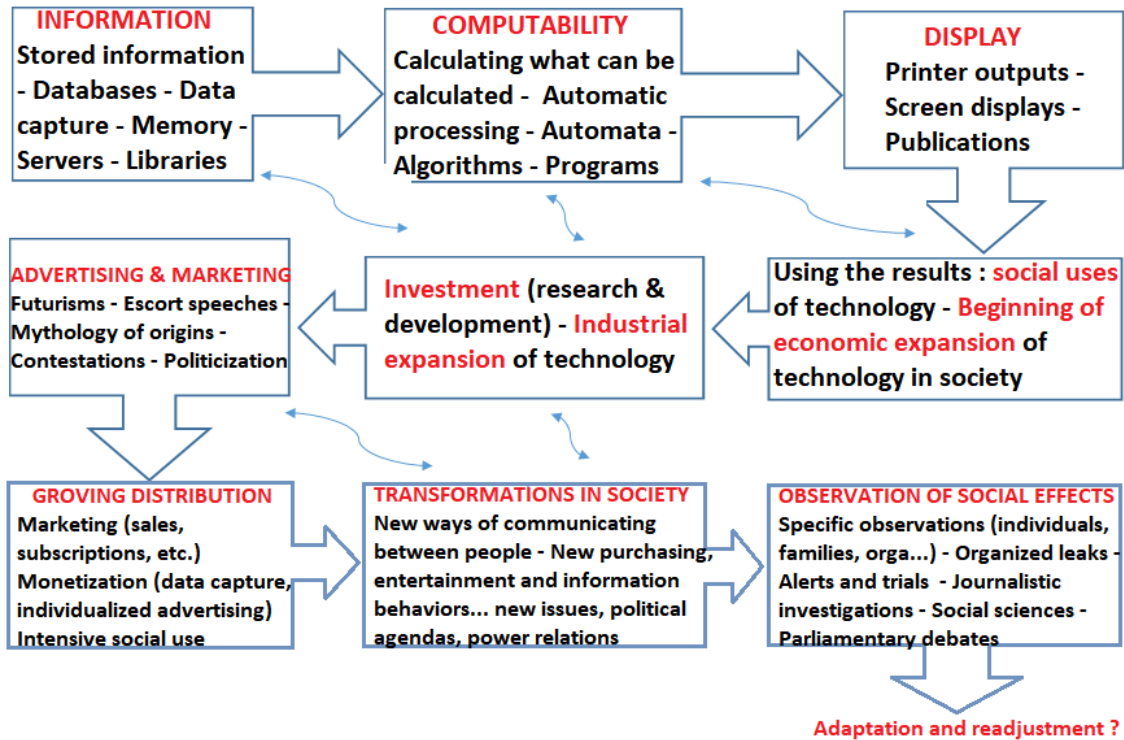 INFORMATION
Stored information
- Databases - Data
capture - Memory -
Servers - Libraries
COMPUTABILITY
Calculating what can be
calculated - Automatic
processing - Automata -
Algorithms - Programs
DISPLAY
Printer outputs -
Screen displays -
Publications
Using the results : social uses
of technology - Beginning of
economic expansion of
technology in society
Investment (research &
development) - Industrial
expansion of technology
ADVERTISING & MARKETING
Futurisms - Escort speeches -
Mythology of origins -
Contestations - Politicization
GROVING DISTRIBUTION
Marketing (sales,
subscriptions, etc.)
Monetization (data capture,
individualized advertising)
Intensive social use
TRANSFORMATIONS IN SOCIETY
New ways of communicating
between people - New purchasing,
entertainment and information
behaviors... new issues, political
agendas, power relations
OBSERVATION OF SOCIAL EFFECTS
Specific observations (individuals,
families, orga...) - Organized leaks -
Alerts and trials - Journalistic
investigations - Social sciences -
Parliamentary debates
Adaptation and readjustment ?